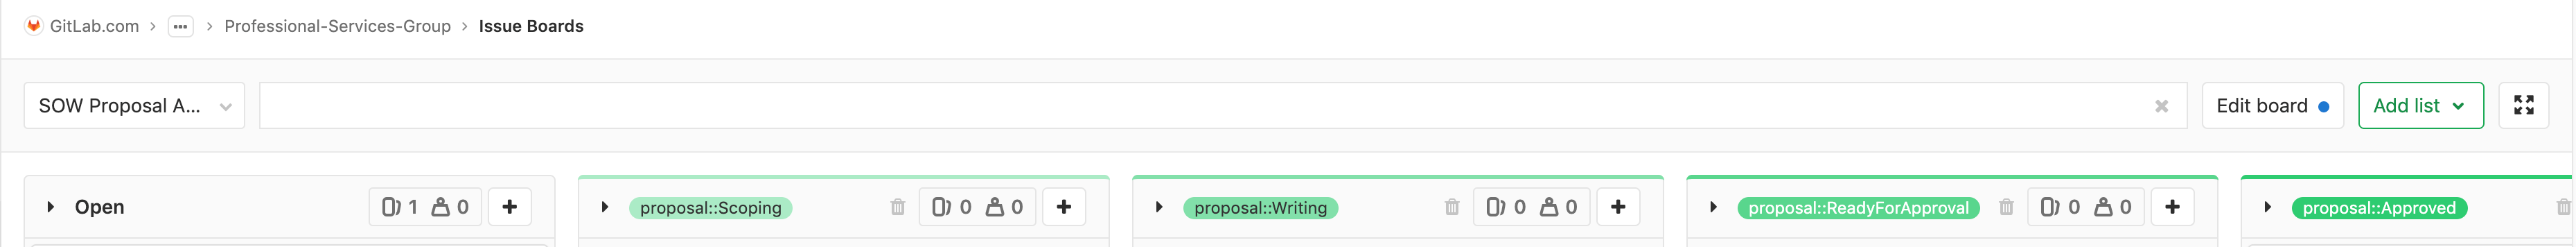 GitLab.com > ... > Professional-Services-Group > Issue Boards
SOW Proposal A... Edit board Add list
Open 1 0 + proposal::Scoping 0 0 + proposal::Writing 0 0 + proposal::ReadyForApproval 0 0 + proposal::Approved